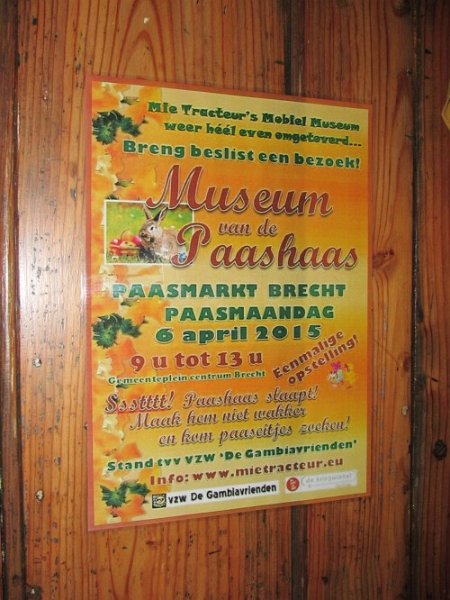 Mie Tracteur's Mobiel Museum
weer héél even omgetoverd...
Breng beslist een bezoek!
Museum
van de
Paashaas
PAASMARKT BRECHT
PAASMAANDAG
6 april 2015
9 u tot 13 u
Gemeenteplein centrum Brecht
Eenmalige
opstelling!
Ssstttt! Paashaas slaapt!
Maak hem niet wakker
en kom paaseitjes zoeken!
Stand tvv VZW 'De Gambiavrienden'
Info: www.mietracteur.eu
vzw De Gambiavrienden